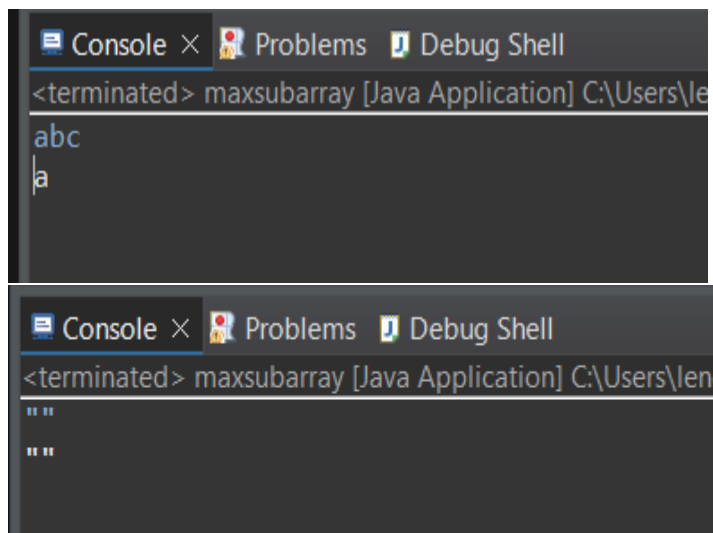 Console × Problems Debug Shell
<terminated> maxsubarray [Java Application] C:\Users\le
abc
a
Console × Problems Debug Shell
<terminated> maxsubarray [Java Application] C:\Users\len
""
""